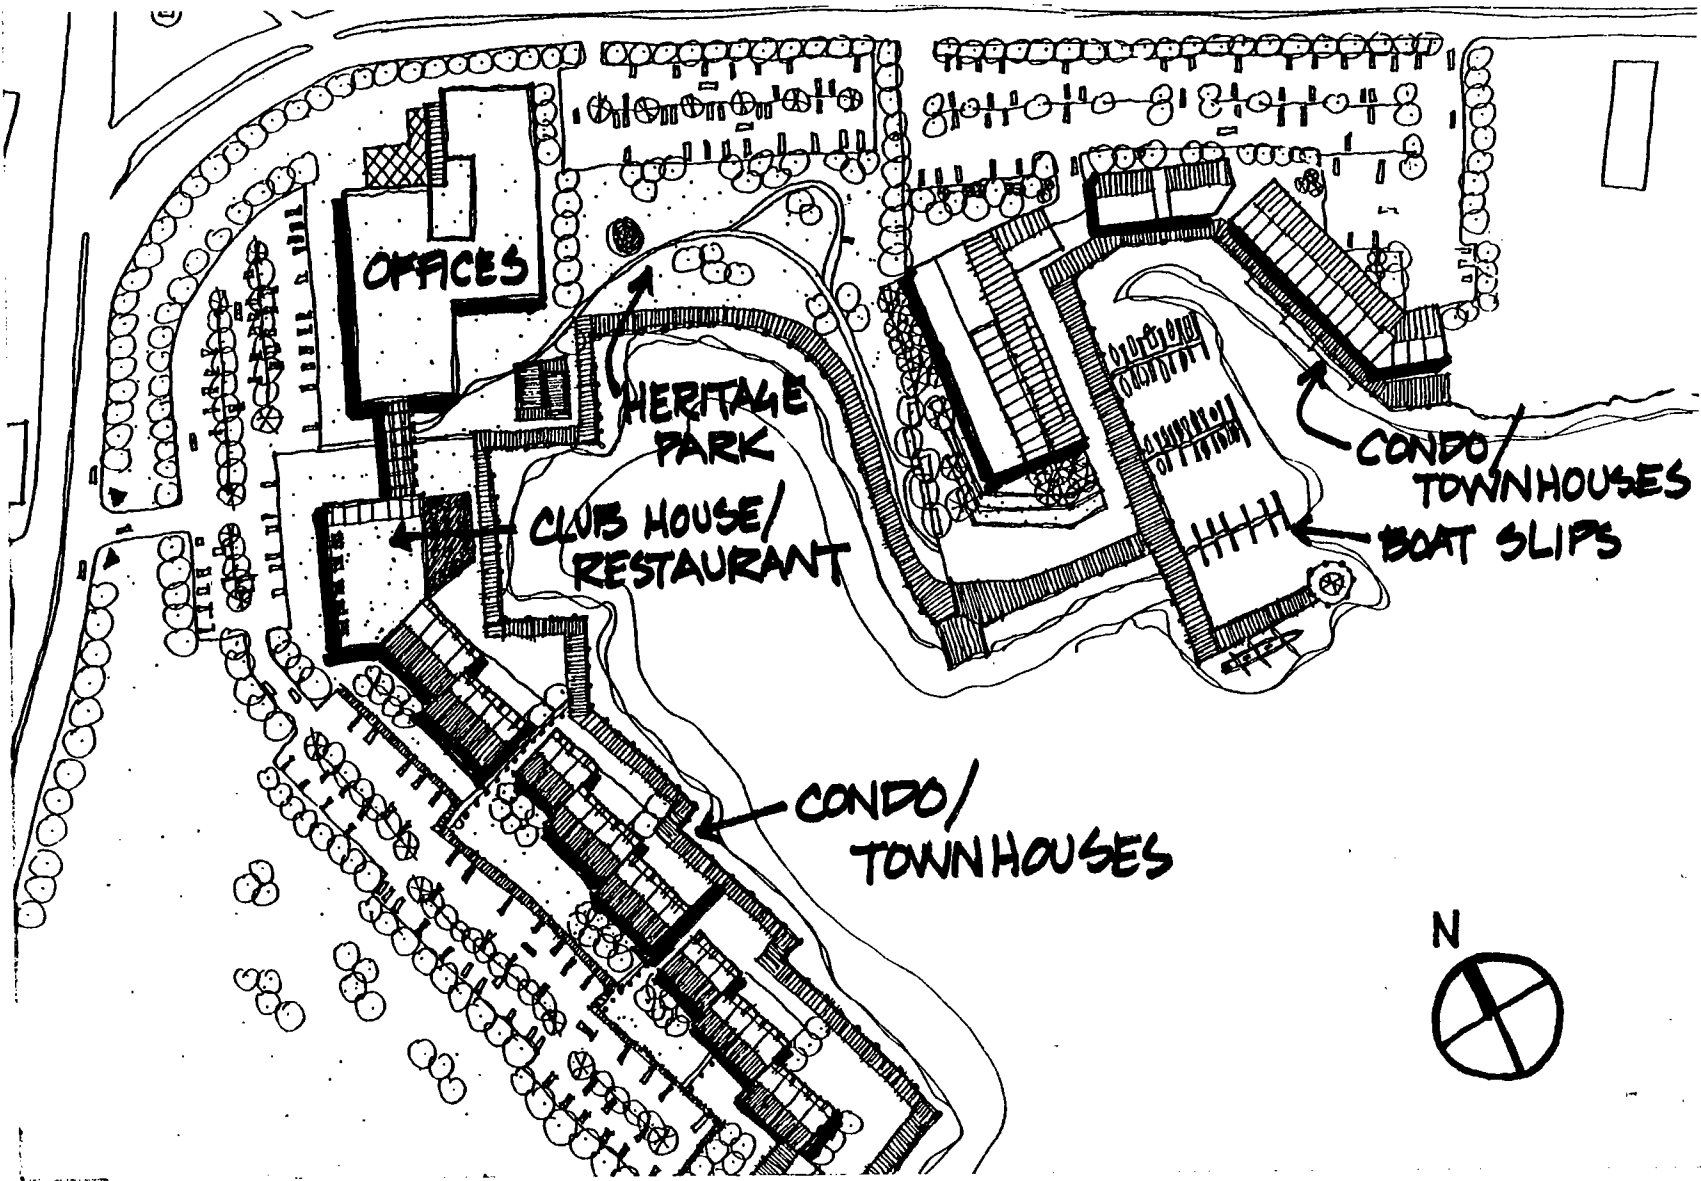 OFFICES
HERITAGE
PARK
CLUB HOUSE/
RESTAURANT
CONDO/
TOWNHOUSES
BOAT SLIPS
CONDO/
TOWNHOUSES
N